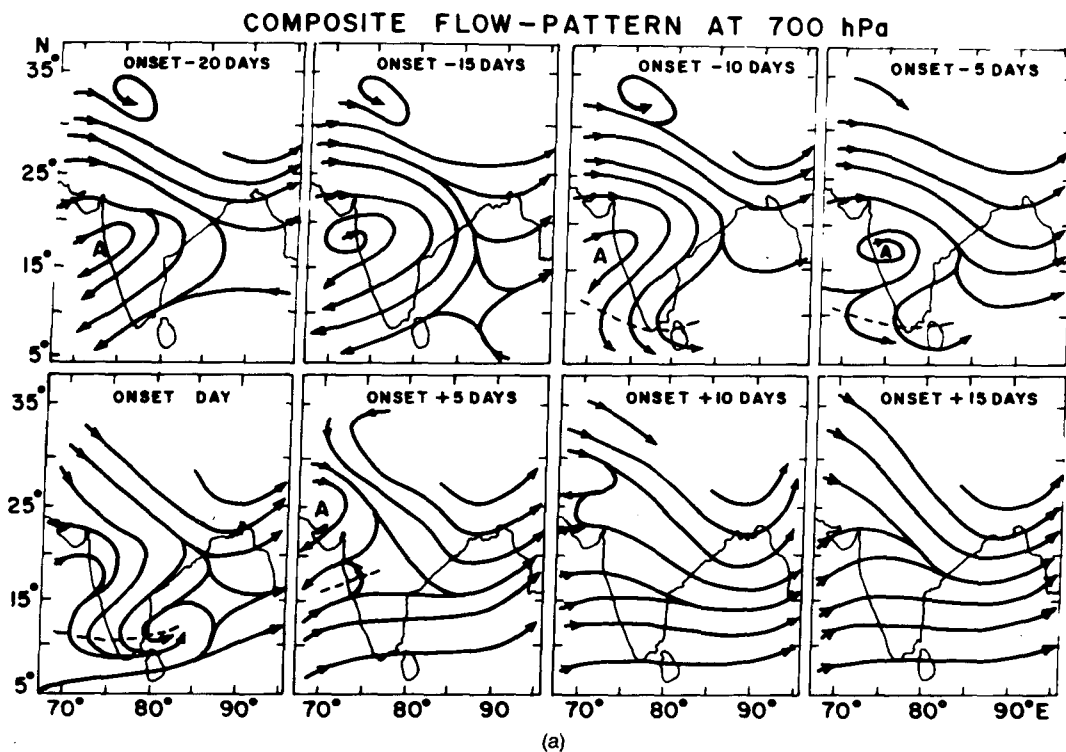 COMPOSITE FLOW-PATTERN AT 700 hPa
N
35°
25°
15°
5°
ONSET -20 DAYS
A
ONSET -15 DAYS
ONSET -10 DAYS
A
ONSET -5 DAYS
A
35°
25°
15°
5°
ONSET DAY
ONSET +5 DAYS
A
ONSET +10 DAYS
ONSET +15 DAYS
70° 80° 90° 70° 80° 90 70° 80° 90° 70° 80° 90°E
(a)